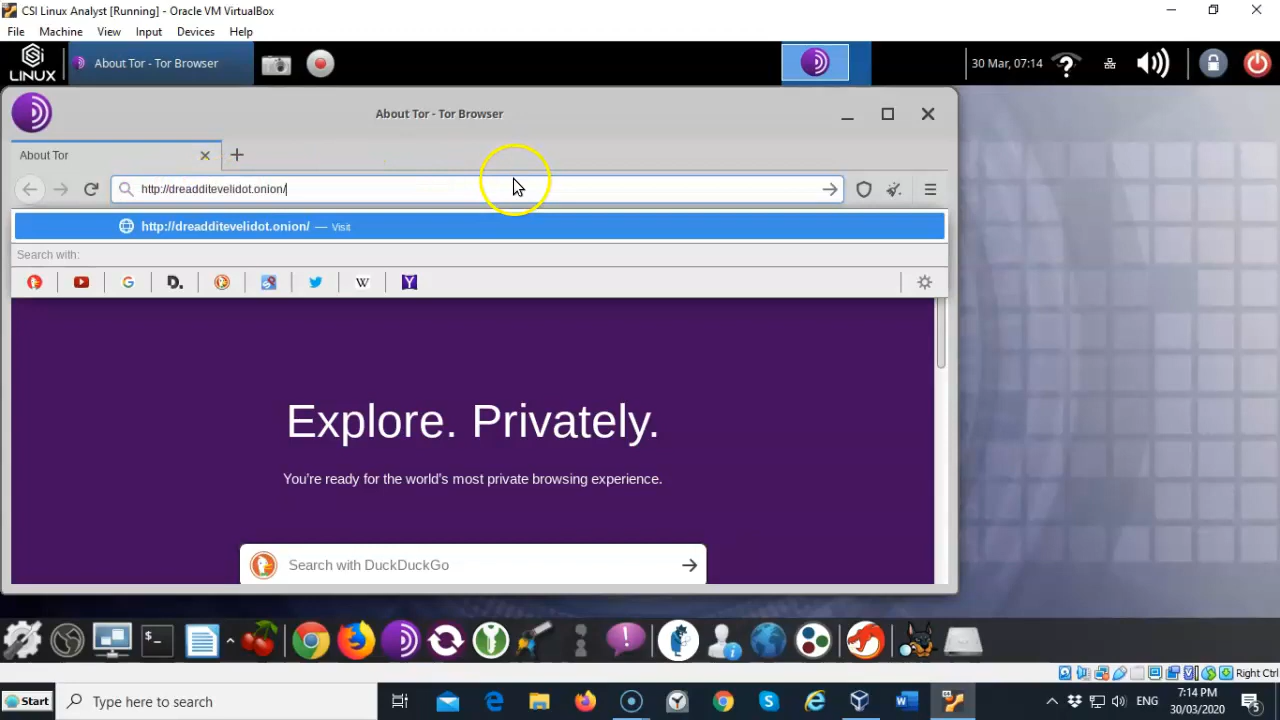 CSI Linux Analyst [Running] - Oracle VM VirtualBox
File Machine View Input Devices Help
SI LINUX
About Tor - Tor Browser
30 Mar, 07:14
About Tor - Tor Browser
About Tor
http://dreadditevelidot.onion/
http://dreadditevelidot.onion/ — Visit
Search with:
Explore. Privately.
You're ready for the world's most private browsing experience.
Search with DuckDuckGo
Right Ctrl
Start
Type here to search
ENG
7:14 PM
30/03/2020
5